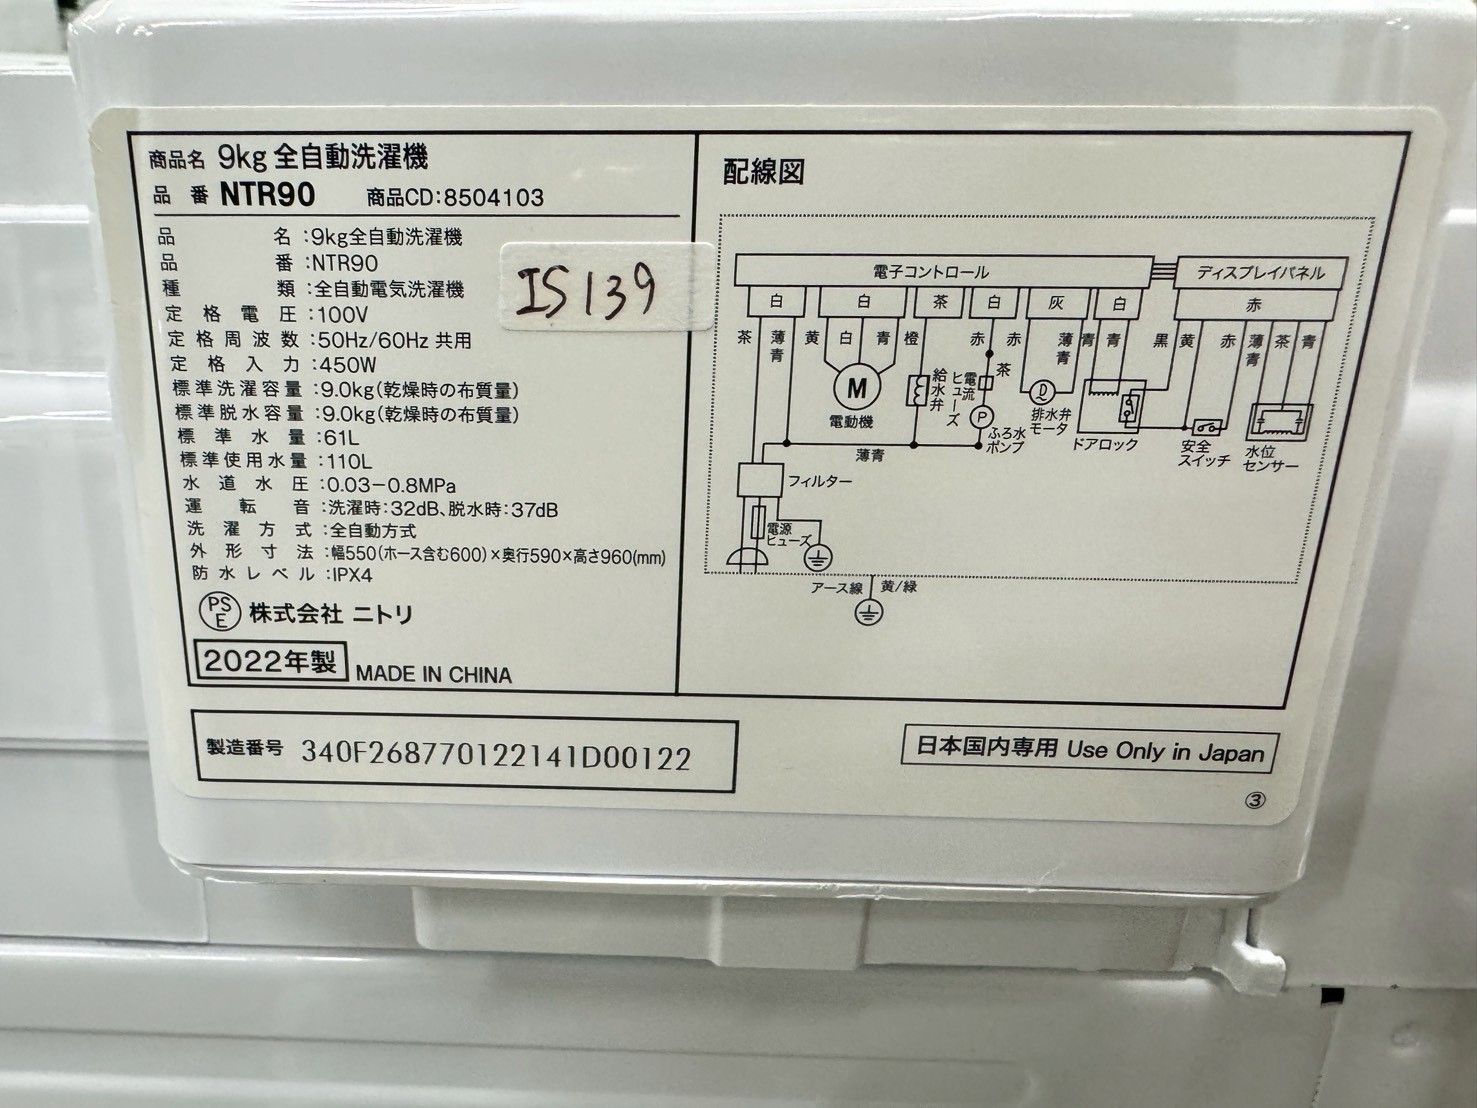 商品名 9kg 全自動洗濯機
品番 NTR90 商品CD:8504103
品名:9kg全自動洗濯機
品番:NTR90
種類:全自動電気洗濯機
定格電圧:100V
定格周波数:50Hz/60Hz 共用
定格入力:450W
標準洗濯容量:9.0kg(乾燥時の布質量)
標準脱水容量:9.0kg(乾燥時の布質量)
標準水量:61L
標準使用水量:110L
水道水圧:0.03-0.8MPa
運転音:洗濯時:32dB、脱水時:37dB
洗濯方式:全自動方式
外形寸法:幅550(ホース含む600)×奥行590×高さ960(mm)
防水レベル:IPX4
PSE 株式会社 ニトリ
2022年製 MADE IN CHINA
IS139
配線図
電子コントロール ディスプレイパネル
白 白 茶 白 灰 白 赤
茶 薄青 黄 白 青 橙 赤 赤 薄青 青 青 黒 黄 赤 薄青 茶 青
茶
M
電動機
給水弁
電流ヒューズ
P
ふろ水ポンプ
D
排水弁モータ
ドアロック
安全スイッチ
水位センサー
薄青
フィルター
電源ヒューズ
アース線 黄/緑
製造番号 340F268770122141D00122
日本国内専用 Use Only in Japan
③